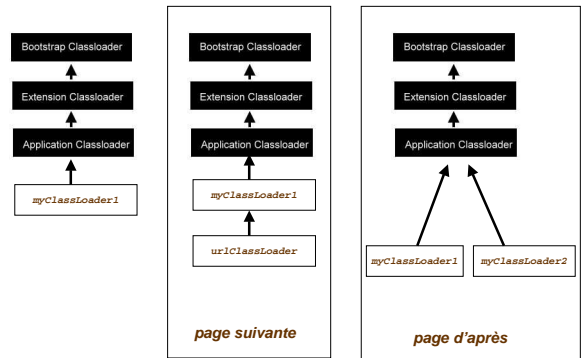 Bootstrap Classloader
Extension Classloader
Application Classloader
myClassLoader1
Bootstrap Classloader
Extension Classloader
Application Classloader
myClassLoader1
urlClassLoader
page suivante
Bootstrap Classloader
Extension Classloader
Application Classloader
myClassLoader1 myClassLoader2
page d'après